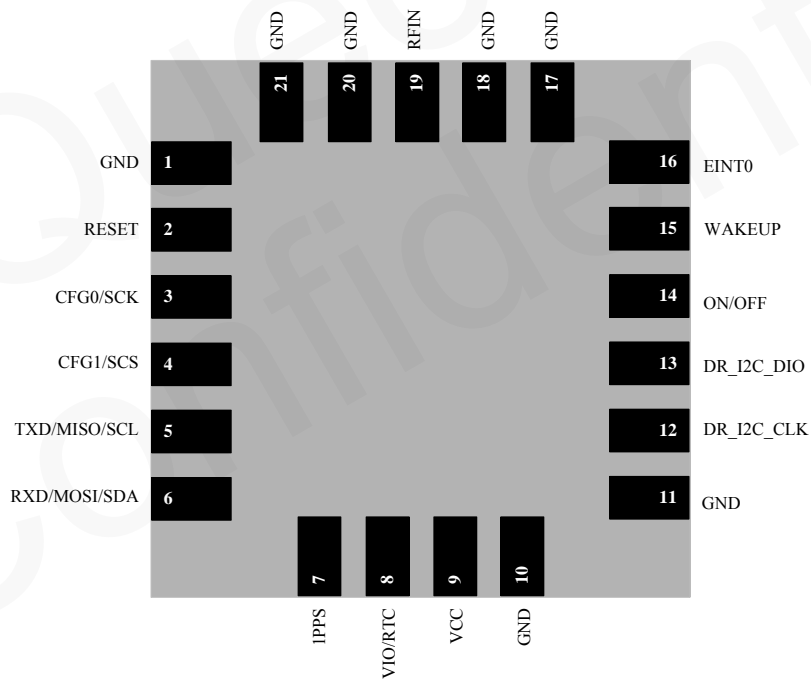 GND
GND
RFIN
GND
GND
21
20
19
18
17
GND 1
16 EINT0
RESET 2
15 WAKEUP
CFG0/SCK 3
14 ON/OFF
CFG1/SCS 4
13 DR_I2C_DIO
TXD/MISO/SCL 5
12 DR_I2C_CLK
RXD/MOSI/SDA 6
11 GND
7
8
9
10
1PPS
VIO/RTC
VCC
GND